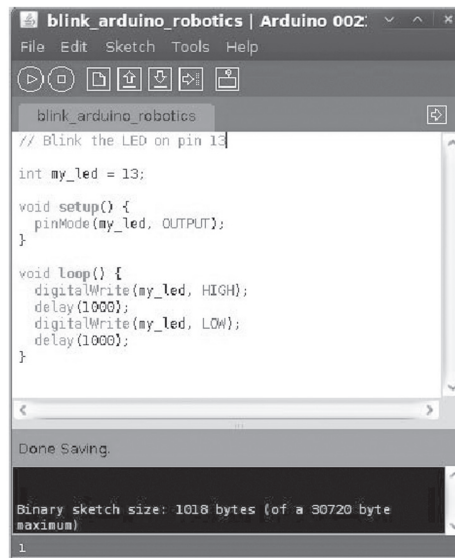 blink_arduino_robotics | Arduino 002
File Edit Sketch Tools Help
blink_arduino_robotics
// Blink the LED on pin 13
int my_led = 13;
void setup() {
pinMode(my_led, OUTPUT);
}
void loop() {
digitalWrite(my_led, HIGH);
delay(1000);
digitalWrite(my_led, LOW);
delay(1000);
}
Done Saving.
Binary sketch size: 1018 bytes (of a 30720 byte
maximum)
1